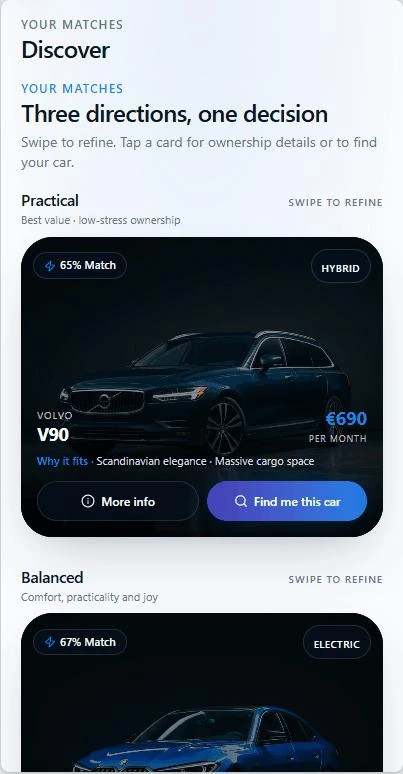 YOUR MATCHES
Discover
YOUR MATCHES
Three directions, one decision
Swipe to refine. Tap a card for ownership details or to find
your car.
Practical
SWIPE TO REFINE
Best value · low-stress ownership
65% Match
HYBRID
VOLVO
V90
€690
PER MONTH
Why it fits · Scandinavian elegance · Massive cargo space
More info
Find me this car
Balanced
SWIPE TO REFINE
Comfort, practicality and joy
67% Match
ELECTRIC